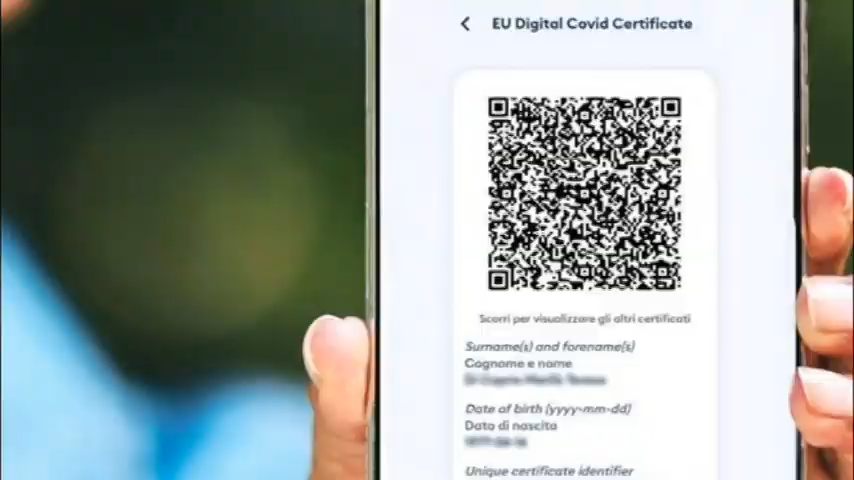 EU Digital Covid Certificate
Scorri per visualizzare gli altri certificati
Surname(s) and forename(s)
Cognome e nome
Date of birth (yyyy-mm-dd)
Data di nascita
Unique certificate identifier